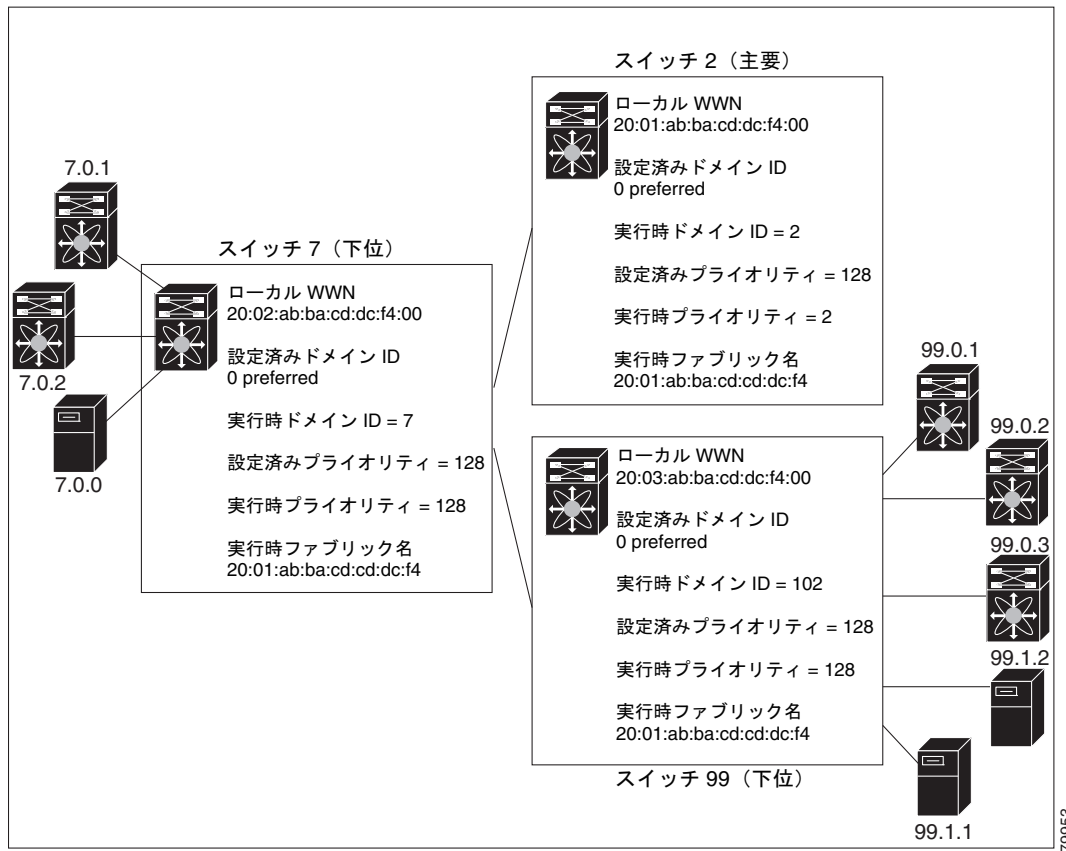 スイッチ 2（主要）
ローカル WWN
20:01:ab:ba:cd:dc:f4:00
設定済みドメイン ID
0 preferred
実行時ドメイン ID = 2
設定済みプライオリティ = 128
実行時プライオリティ = 2
実行時ファブリック名
20:01:ab:ba:cd:cd:dc:f4
7.0.1
7.0.2
7.0.0
スイッチ 7（下位）
ローカル WWN
20:02:ab:ba:cd:dc:f4:00
設定済みドメイン ID
0 preferred
実行時ドメイン ID = 7
設定済みプライオリティ = 128
実行時プライオリティ = 128
実行時ファブリック名
20:01:ab:ba:cd:cd:dc:f4
ローカル WWN
20:03:ab:ba:cd:dc:f4:00
設定済みドメイン ID
0 preferred
実行時ドメイン ID = 102
設定済みプライオリティ = 128
実行時プライオリティ = 128
実行時ファブリック名
20:01:ab:ba:cd:cd:dc:f4
スイッチ 99（下位）
99.0.1
99.0.2
99.0.3
99.1.2
99.1.1
79953